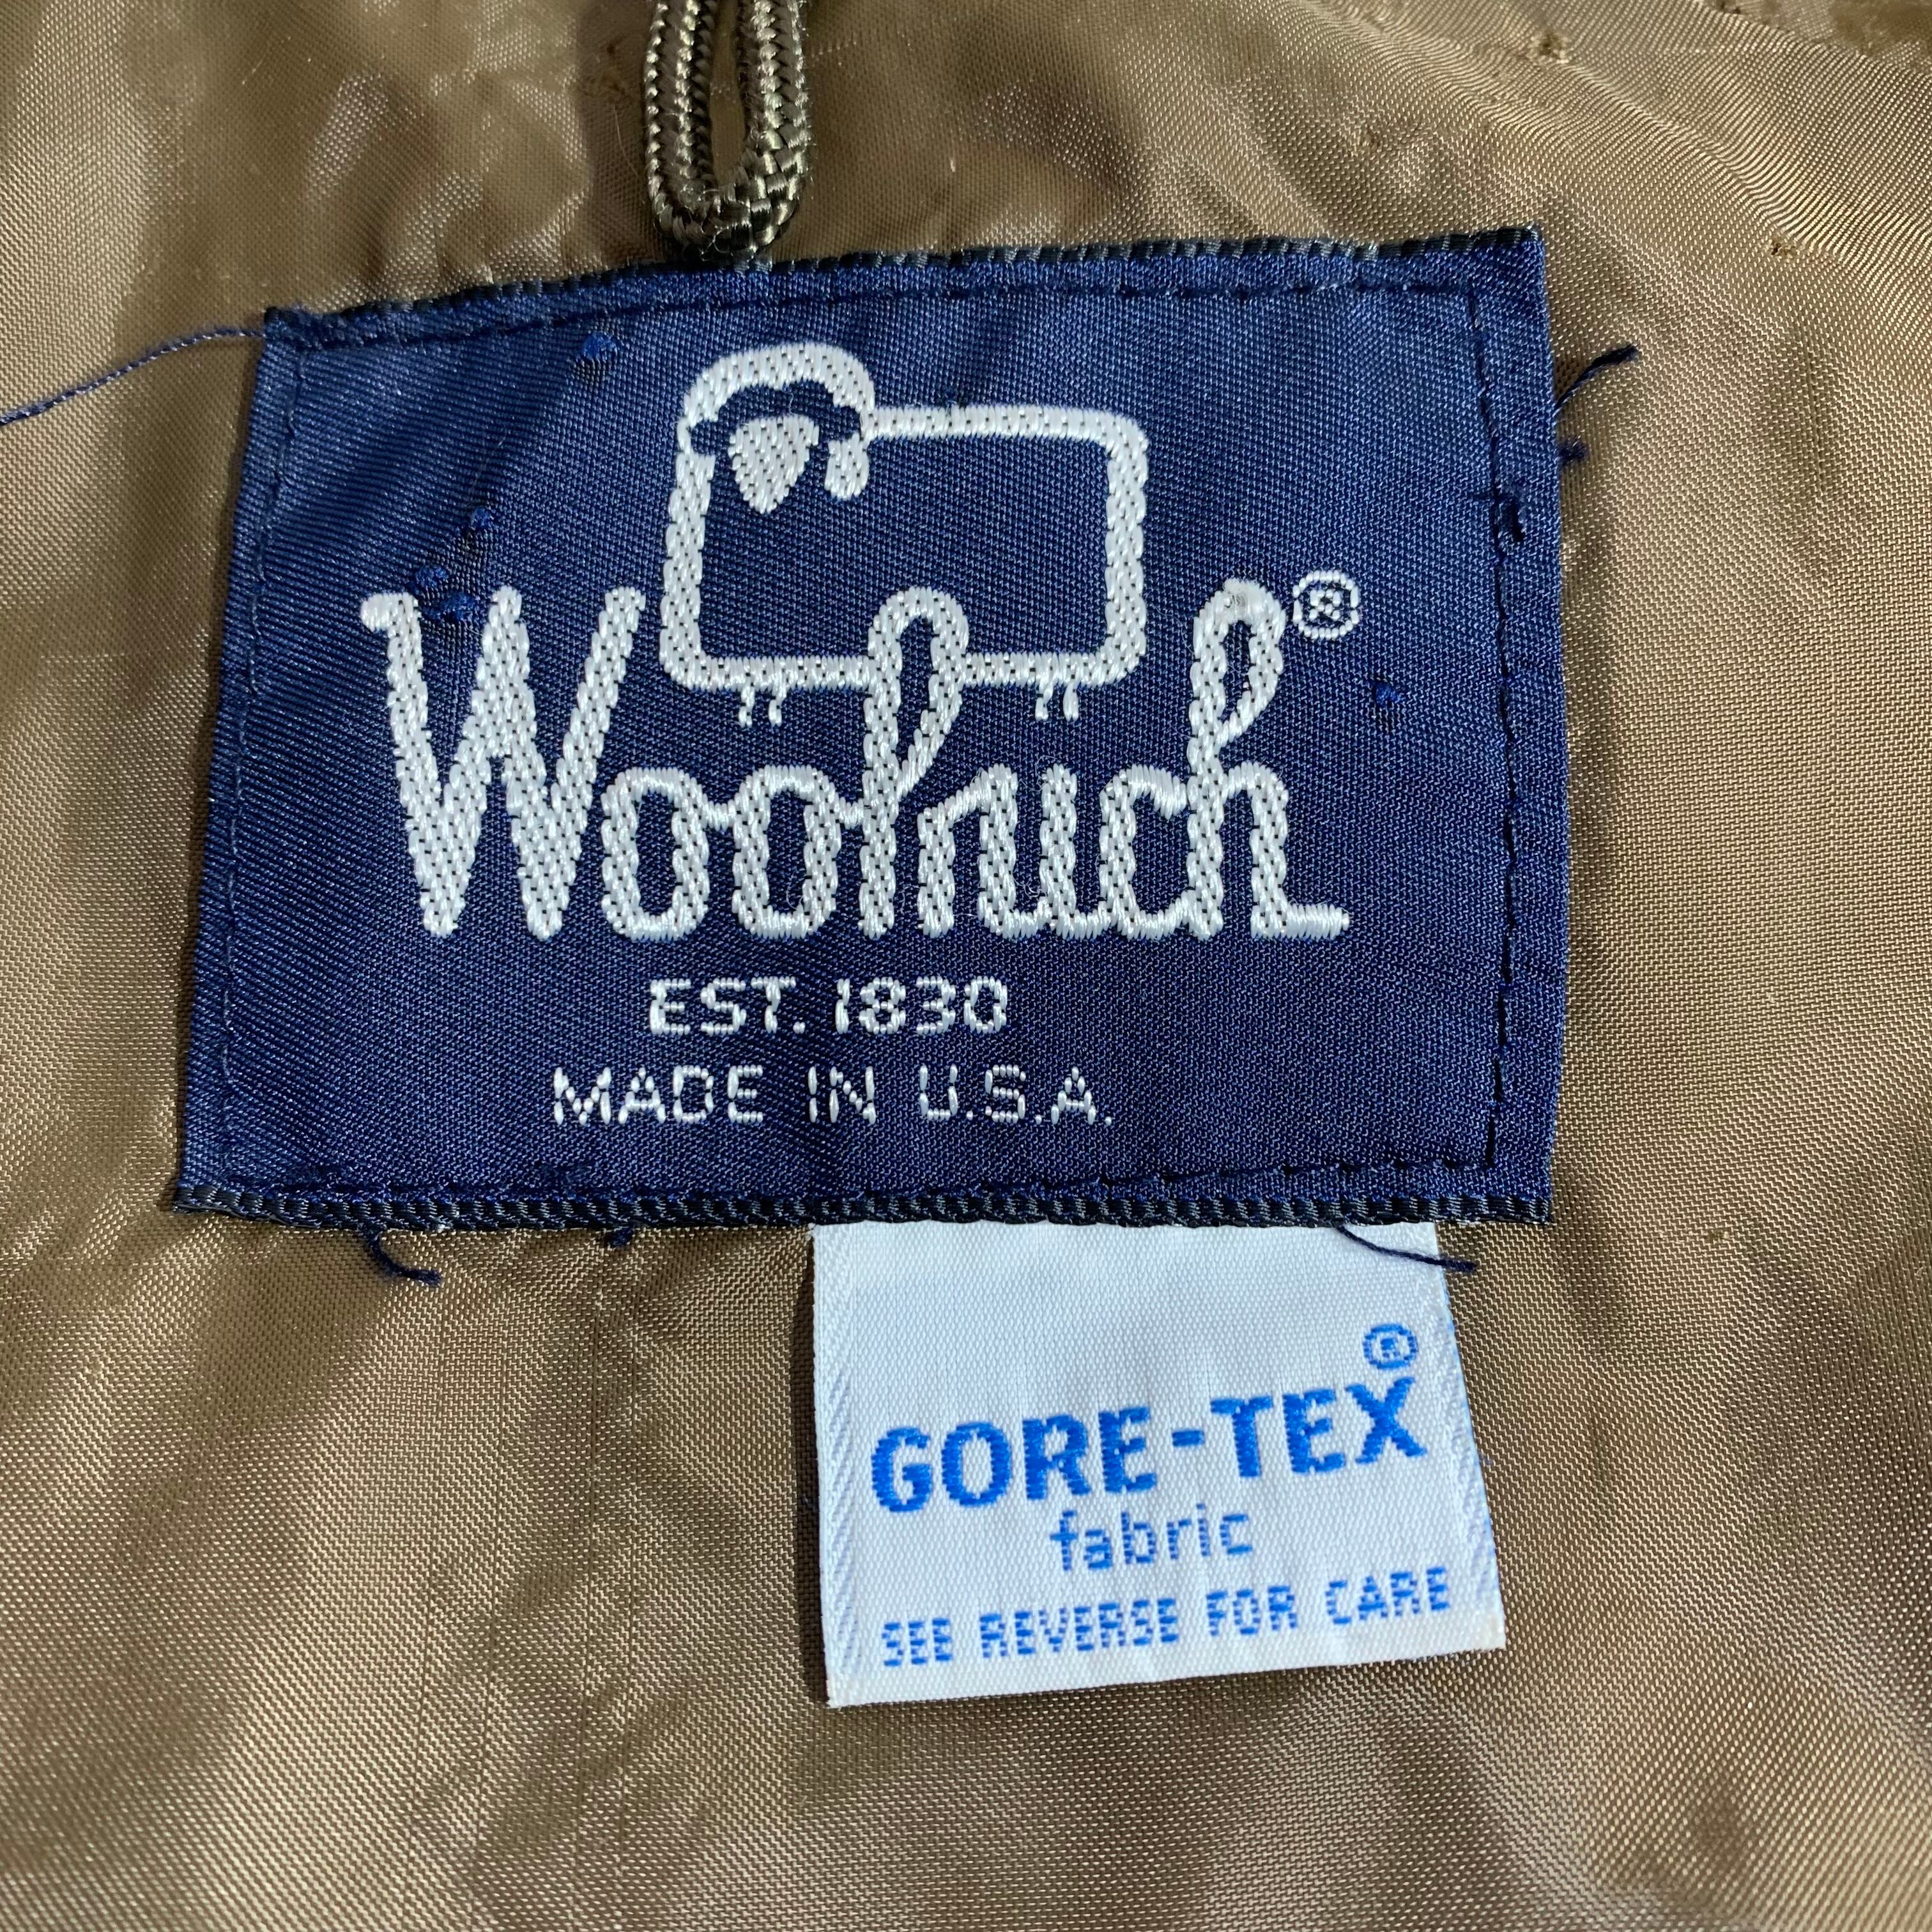 Woolrich®
EST. 1830
MADE IN U.S.A.
GORE-TEX®
fabric
SEE REVERSE FOR CARE